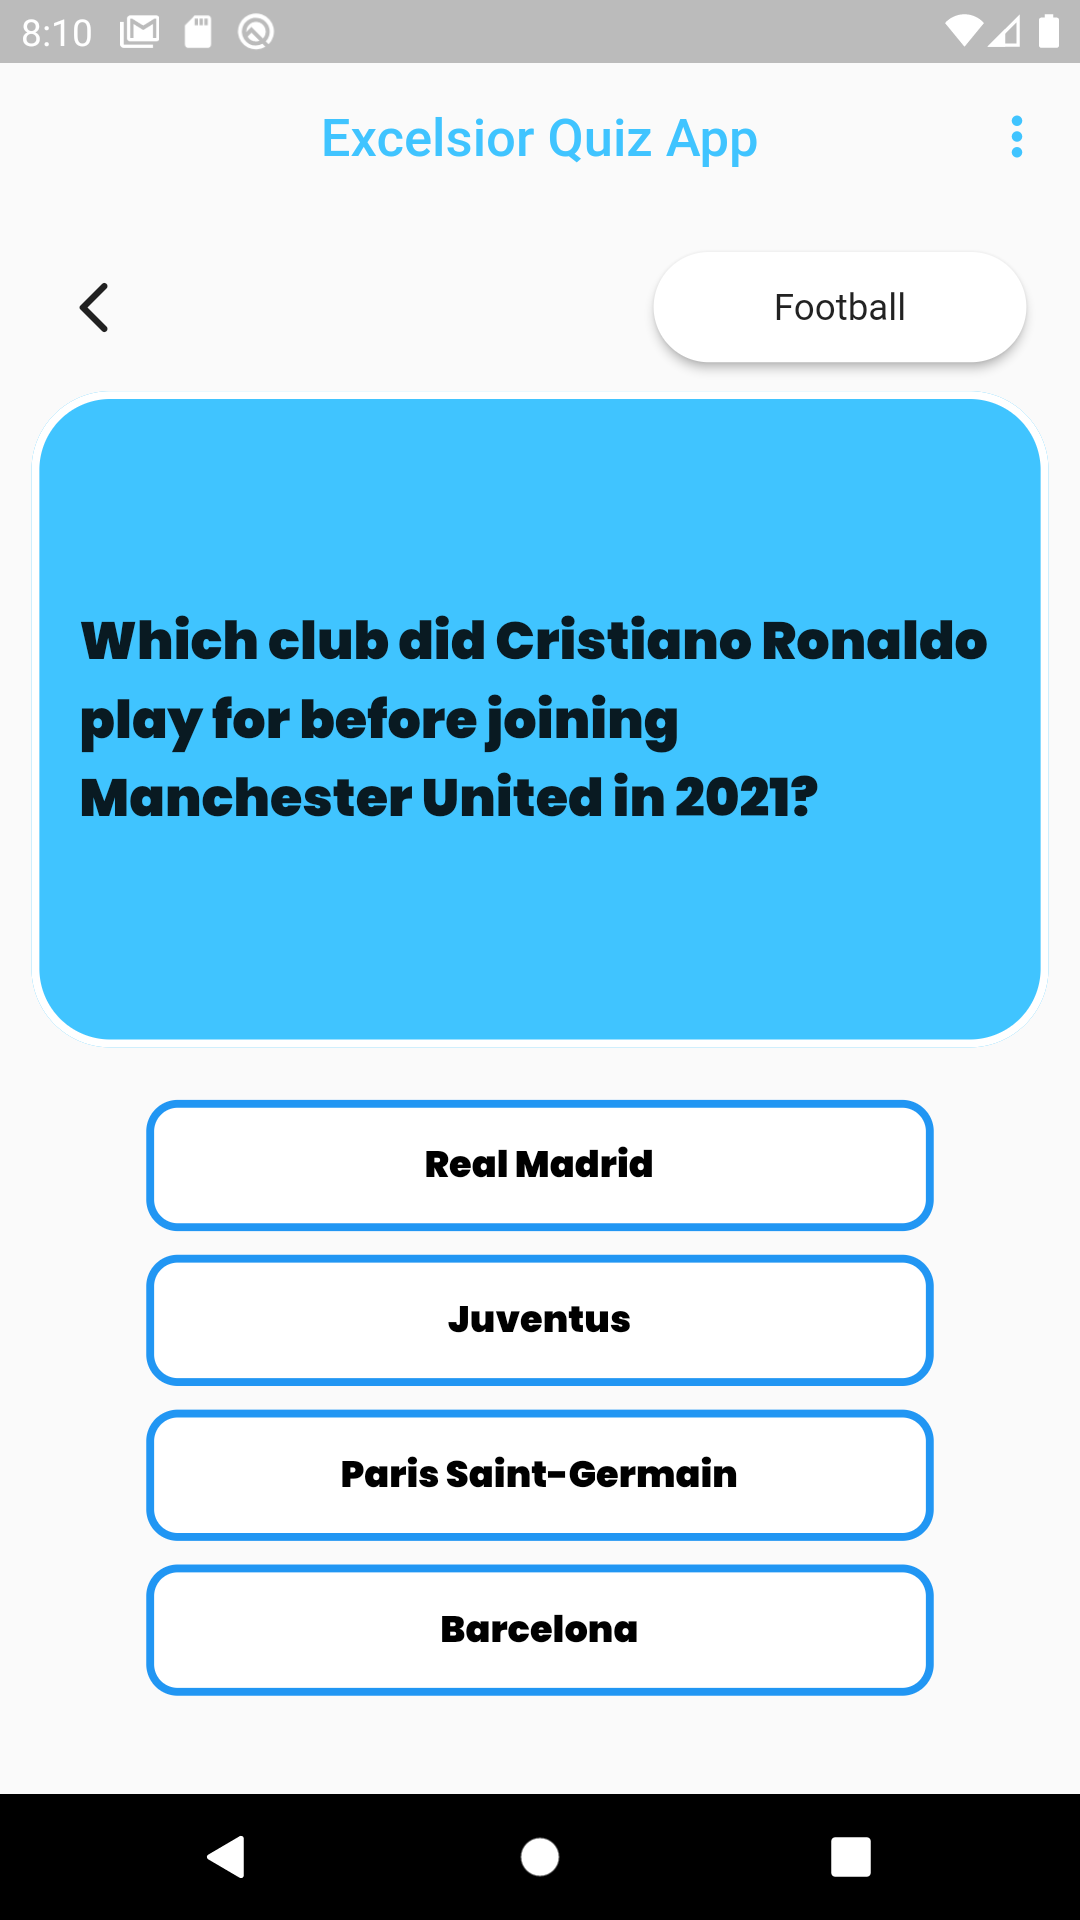 8:10
Excelsior Quiz App
Football
Which club did Cristiano Ronaldo
play for before joining
Manchester United in 2021?
Real Madrid
Juventus
Paris Saint-Germain
Barcelona